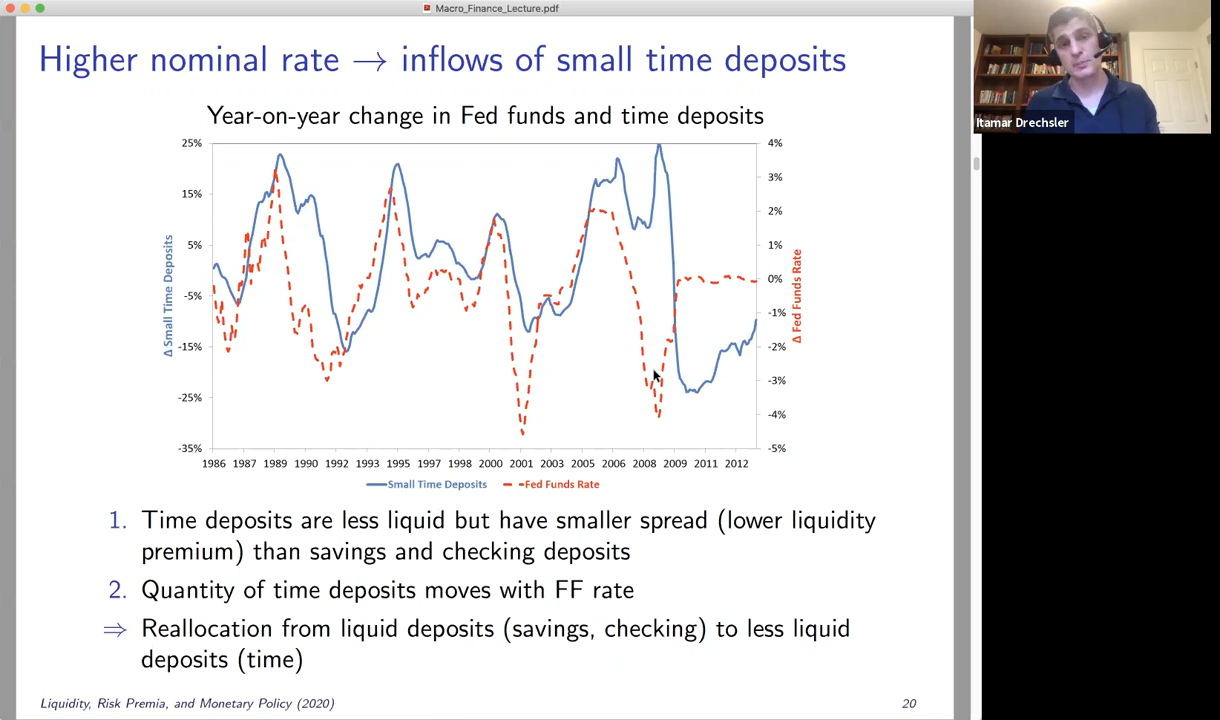 Macro_Finance_Lecture.pdf
Higher nominal rate → inflows of small time deposits
Itamar Drechsler
Year-on-year change in Fed funds and time deposits
25%
15%
5%
-5%
-15%
-25%
-35%
Δ Small Time Deposits
4%
3%
2%
1%
0%
-1%
-2%
-3%
-4%
-5%
Δ Fed Funds Rate
1986 1987 1989 1990 1992 1993 1995 1997 1998 2000 2001 2003 2005 2006 2008 2009 2011 2012
Small Time Deposits Fed Funds Rate
1. Time deposits are less liquid but have smaller spread (lower liquidity
premium) than savings and checking deposits
2. Quantity of time deposits moves with FF rate
⇒ Reallocation from liquid deposits (savings, checking) to less liquid
deposits (time)
Liquidity, Risk Premia, and Monetary Policy (2020) 20